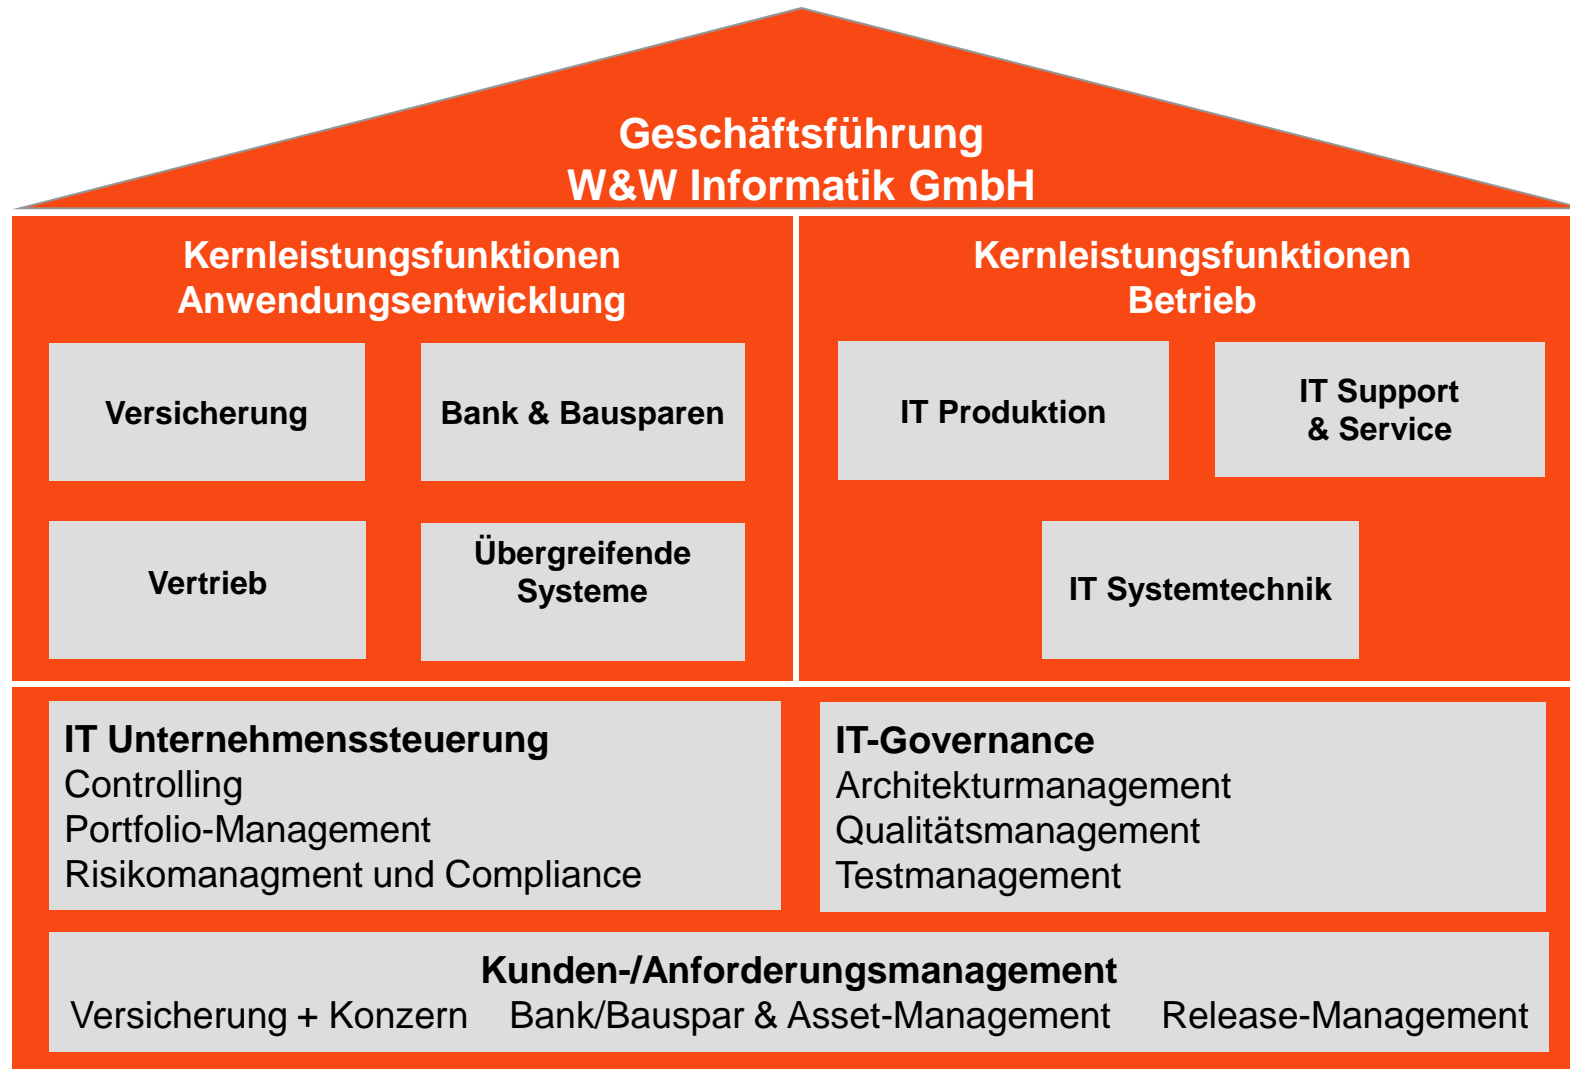 Geschäftsführung
W&W Informatik GmbH
Kernleistungsfunktionen
Anwendungsentwicklung
Versicherung
Bank & Bausparen
Vertrieb
Übergreifende
Systeme
Kernleistungsfunktionen
Betrieb
IT Produktion
IT Support
& Service
IT Systemtechnik
IT Unternehmenssteuerung
Controlling
Portfolio-Management
Risikomanagment und Compliance
IT-Governance
Architekturmanagement
Qualitätsmanagement
Testmanagement
Kunden-/Anforderungsmanagement
Versicherung + Konzern Bank/Bauspar & Asset-Management Release-Management